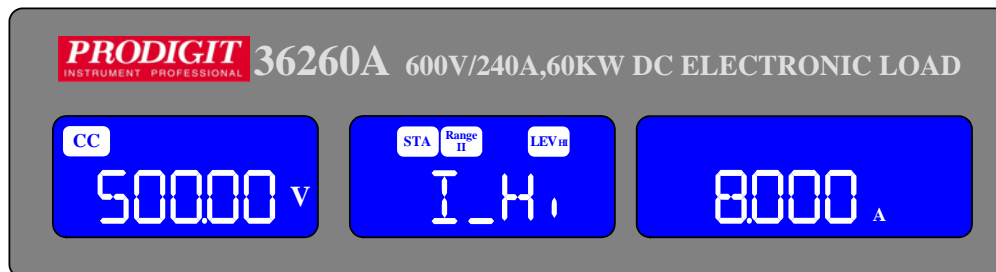 PRODIGIT
INSTRUMENT PROFESSIONAL
36260A 600V/240A,60KW DC ELECTRONIC LOAD
CC
500.00 V
STA Range II LEV HI
I_Hi
8.000 A